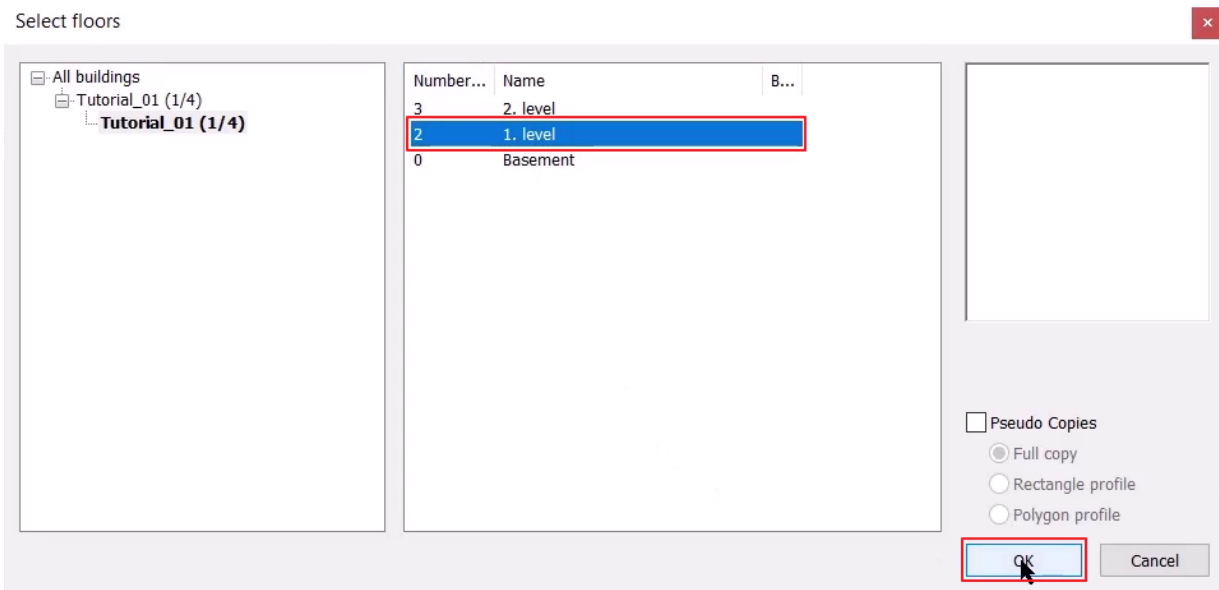 Select floors
All buildings
Tutorial_01 (1/4)
Tutorial_01 (1/4)
Number... Name B...
3 2. level
2 1. level
0 Basement
Pseudo Copies
Full copy
Rectangle profile
Polygon profile
OK Cancel